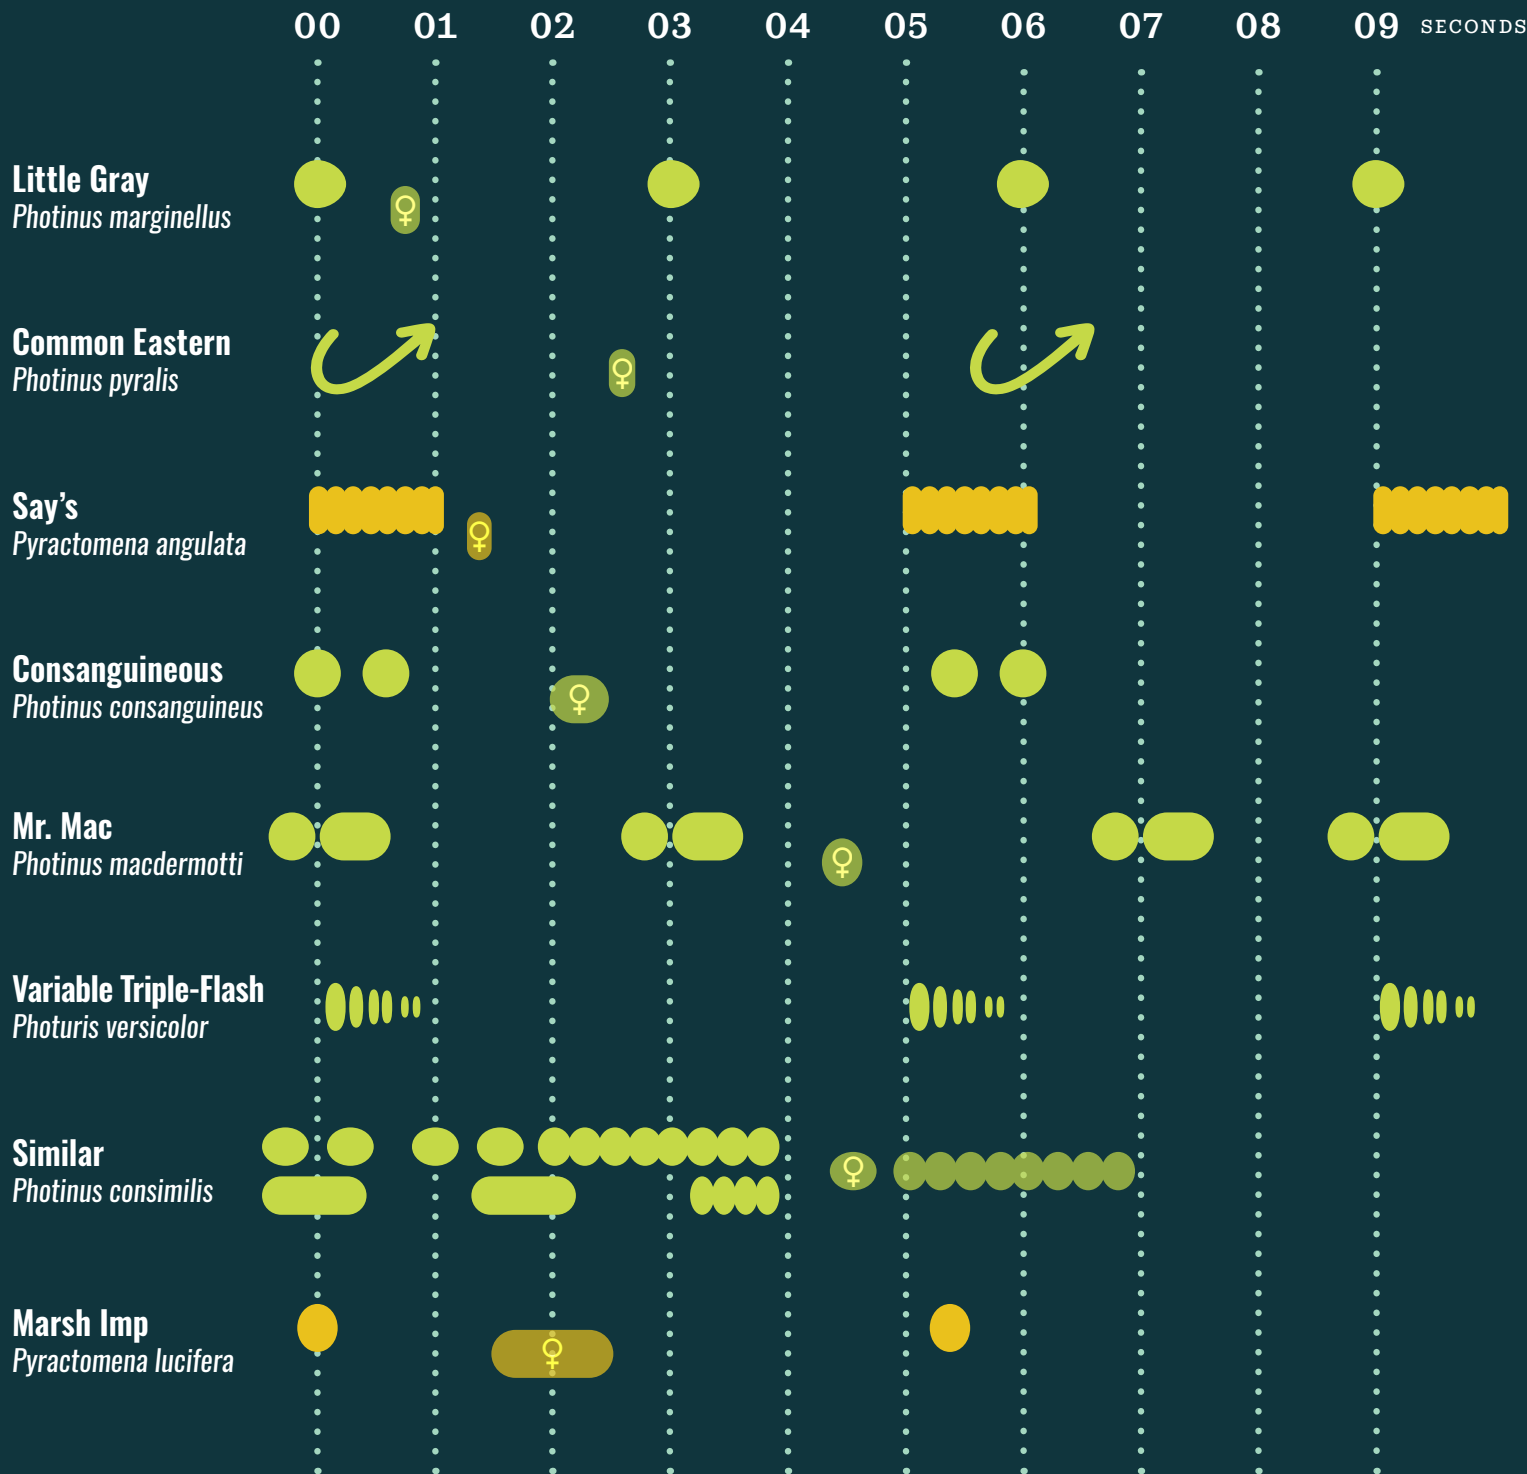 00 01 02 03 04 05 06 07 08 09 SECONDS
Little Gray
Photinus marginellus
♀
Common Eastern
Photinus pyralis
♀
Say’s
Pyractomena angulata
♀
Consanguineous
Photinus consanguineus
♀
Mr. Mac
Photinus macdermotti
♀
Variable Triple-Flash
Photuris versicolor
Similar
Photinus consimilis
♀
Marsh Imp
Pyractomena lucifera
♀